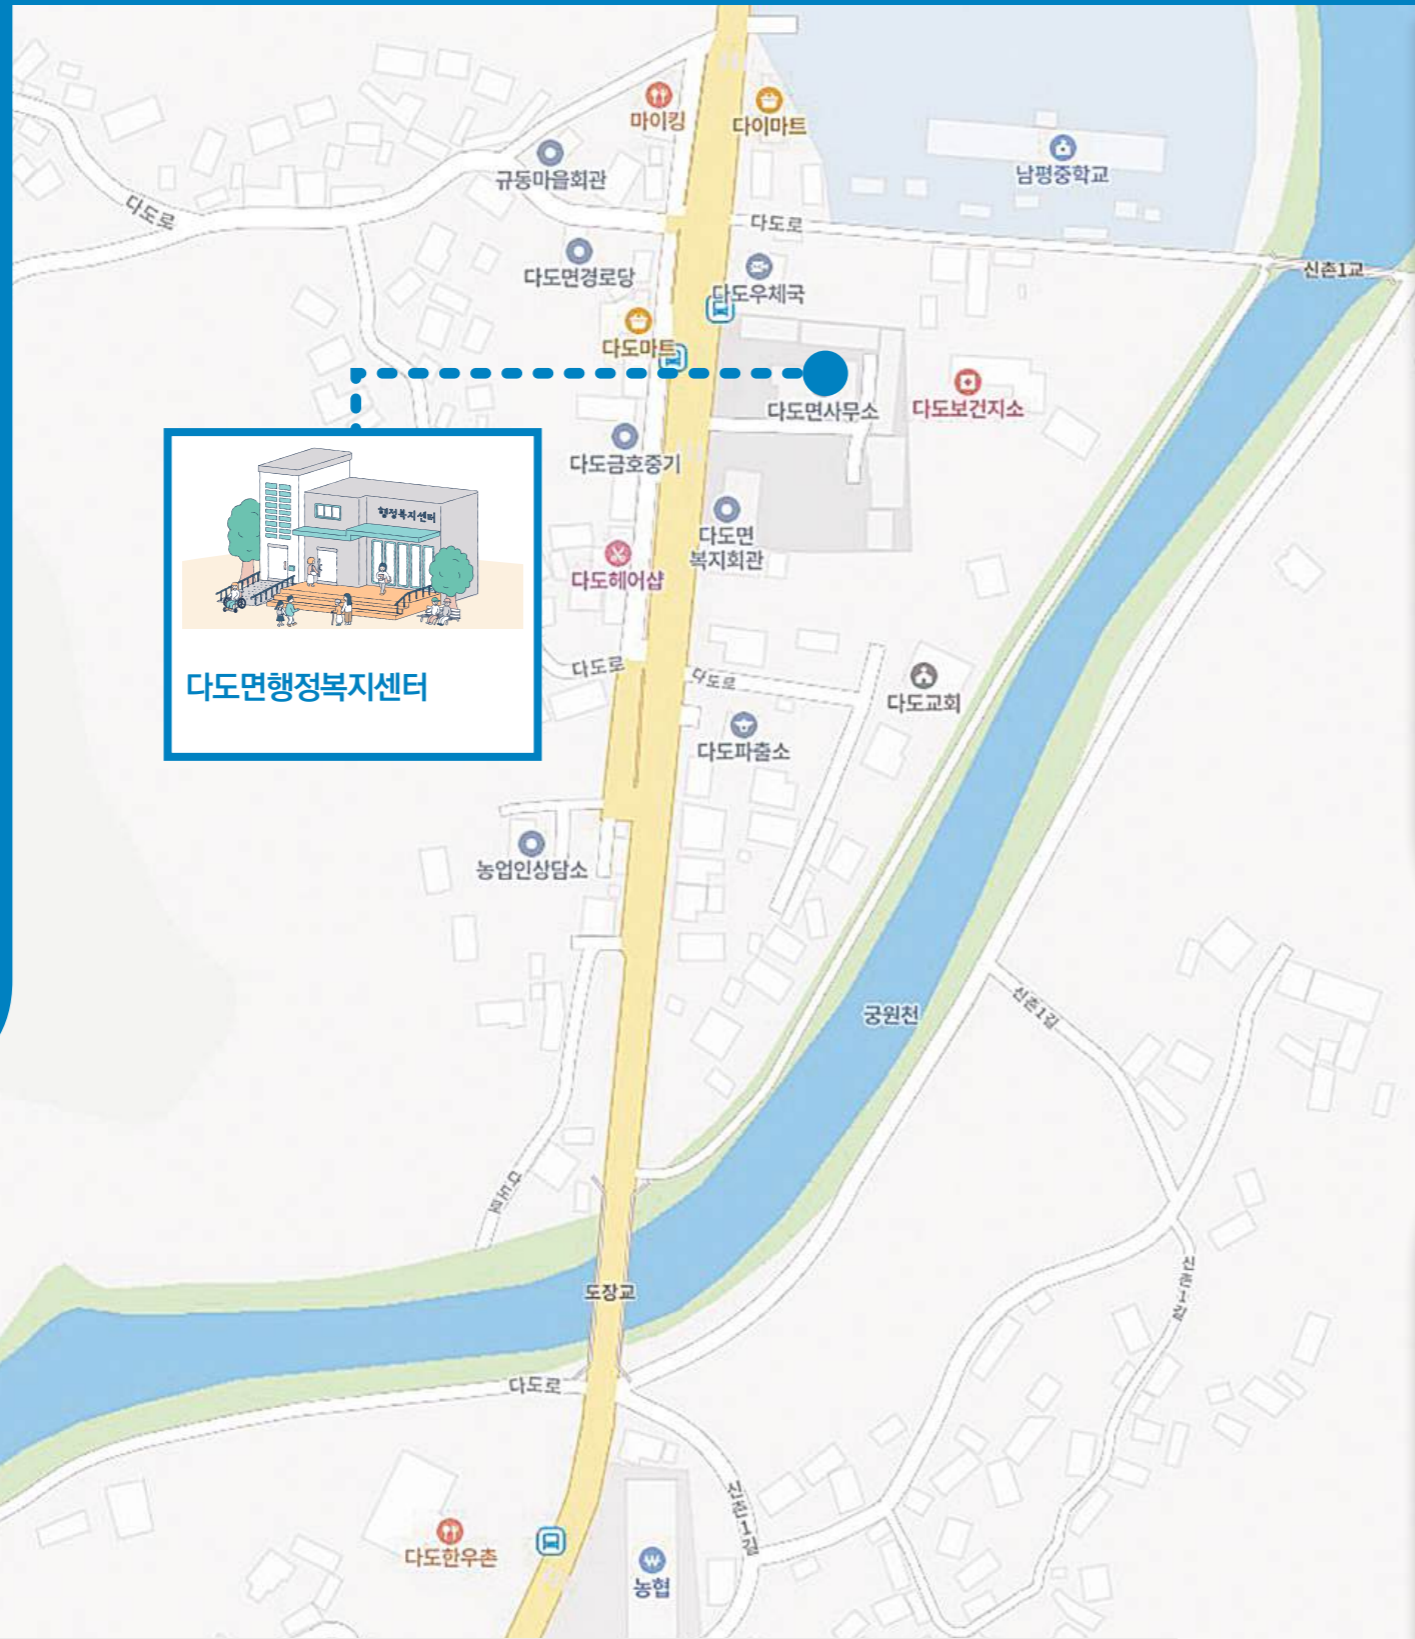 마이킹
다이마트
남평중학교
규동마을회관
다도로
다도로
신촌1교
다도면경로당
다도우체국
다도마트
다도면사무소
다도보건지소
다도금호중기
행정복지센터
다도면
복지회관
다도헤어샵
다도로
다도로
다도교회
다도면행정복지센터
다도파출소
농업인상담소
궁원천
신촌1길
다도로
신촌1길
도장교
다도로
신촌1길
다도한우촌
농협